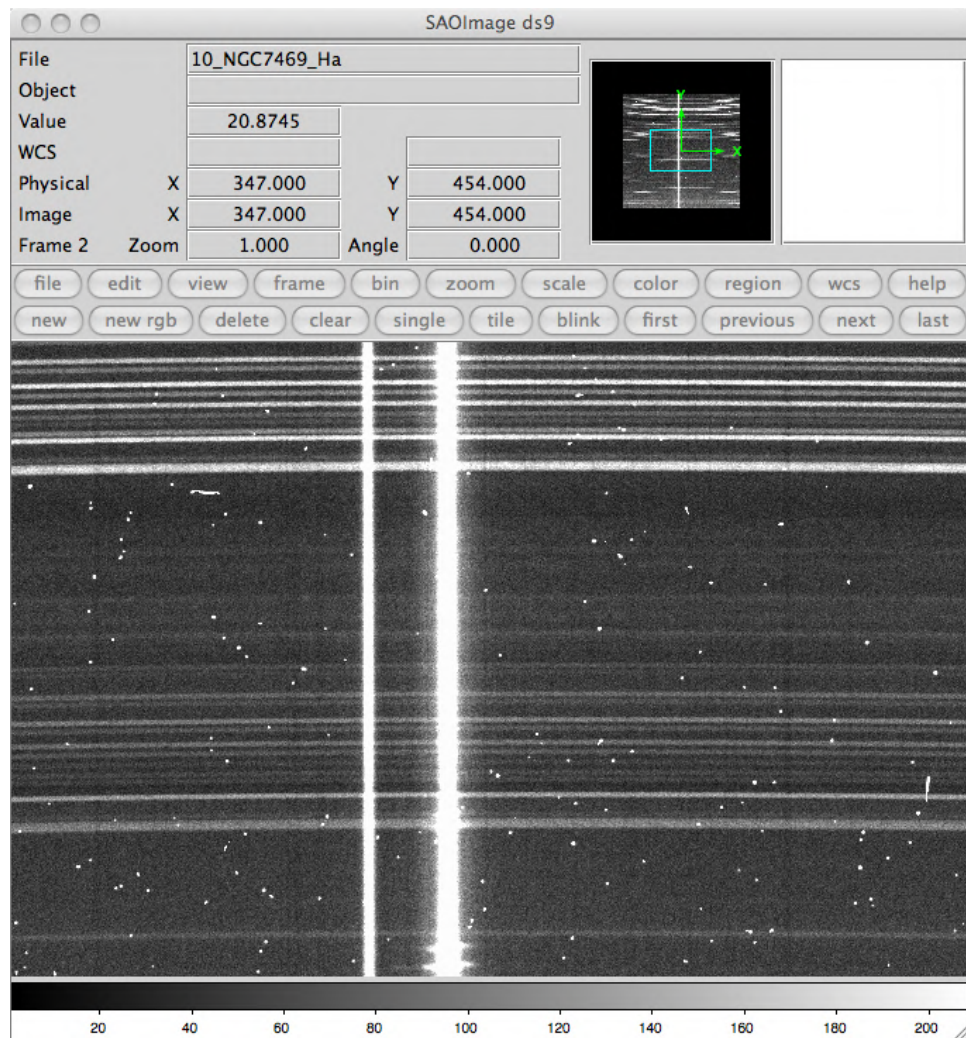 SAOImage ds9
File 10_NGC7469_Ha
Object
Value 20.8745
WCS
Physical X 347.000 Y 454.000
Image X 347.000 Y 454.000
Frame 2 Zoom 1.000 Angle 0.000
Y
X
file edit view frame bin zoom scale color region wcs help
new new rgb delete clear single tile blink first previous next last
20 40 60 80 100 120 140 160 180 200